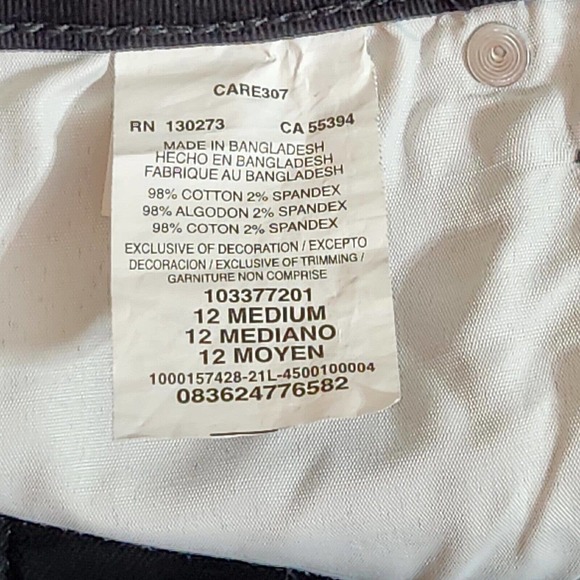 CARE307
RN 130273 CA 55394
MADE IN BANGLADESH
HECHO EN BANGLADESH
FABRIQUE AU BANGLADESH
98% COTTON 2% SPANDEX
98% ALGODON 2% SPANDEX
98% COTON 2% SPANDEX
EXCLUSIVE OF DECORATION / EXCEPTO
DECORACION / EXCLUSIVE OF TRIMMING /
GARNITURE NON COMPRISE
103377201
12 MEDIUM
12 MEDIANO
12 MOYEN
1000157428-21L-4500100004
083624776582